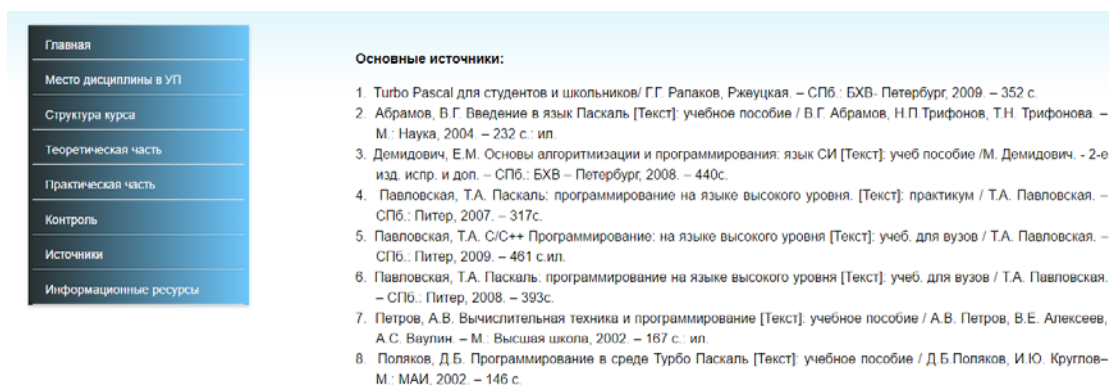 Главная
Место дисциплины в УП
Структура курса
Теоретическая часть
Практическая часть
Контроль
Источники
Информационные ресурсы
Основные источники:
1. Turbo Pascal для студентов и школьников/ Г.Г. Рапаков, Ржеуцкая. – СПб.: БХВ- Петербург, 2009. – 352 с.
2. Абрамов, В.Г. Введение в язык Паскаль [Текст]: учебное пособие / В.Г. Абрамов, Н.П.Трифонов, Т.Н. Трифонова. –
М.: Наука, 2004. – 232 с.: ил.
3. Демидович, Е.М. Основы алгоритмизации и программирования: язык СИ [Текст]: учеб пособие /М. Демидович. - 2-е
изд. испр. и доп. – СПб.: БХВ – Петербург, 2008. – 440с.
4. Павловская, Т.А. Паскаль: программирование на языке высокого уровня. [Текст]: практикум / Т.А. Павловская. –
СПб.: Питер, 2007. – 317с.
5. Павловская, Т.А. С/С++ Программирование: на языке высокого уровня [Текст]: учеб. для вузов / Т.А. Павловская. –
СПб.: Питер, 2009. – 461 с.ил.
6. Павловская, Т.А. Паскаль: программирование на языке высокого уровня [Текст]: учеб. для вузов / Т.А. Павловская.
– СПб.: Питер, 2008. – 393с.
7. Петров, А.В. Вычислительная техника и программирование [Текст]: учебное пособие / А.В. Петров, В.Е. Алексеев,
А.С. Ваулин. – М.: Высшая школа, 2002. – 167 с.: ил.
8. Поляков, Д.Б. Программирование в среде Турбо Паскаль [Текст]: учебное пособие / Д.Б.Поляков, И.Ю. Круглов–
М.: МАИ, 2002. – 146 с.